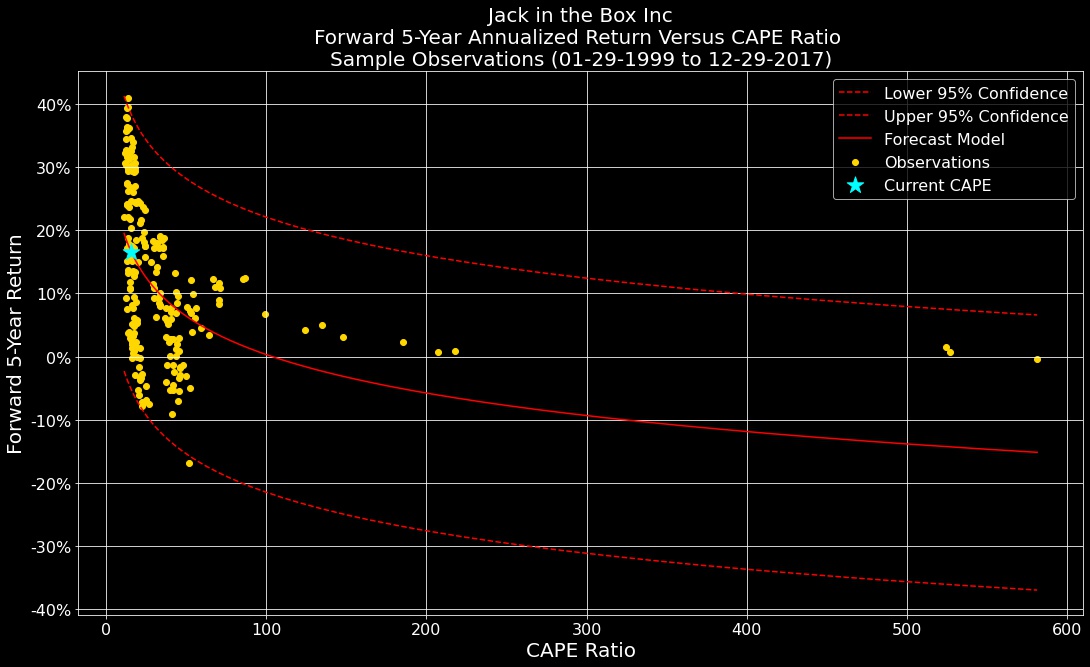 Jack in the Box Inc
Forward 5-Year Annualized Return Versus CAPE Ratio
Sample Observations (01-29-1999 to 12-29-2017)
Lower 95% Confidence
Upper 95% Confidence
Forecast Model
Observations
Current CAPE
Forward 5-Year Return
40%
30%
20%
10%
0%
-10%
-20%
-30%
-40%
0 100 200 300 400 500 600
CAPE Ratio